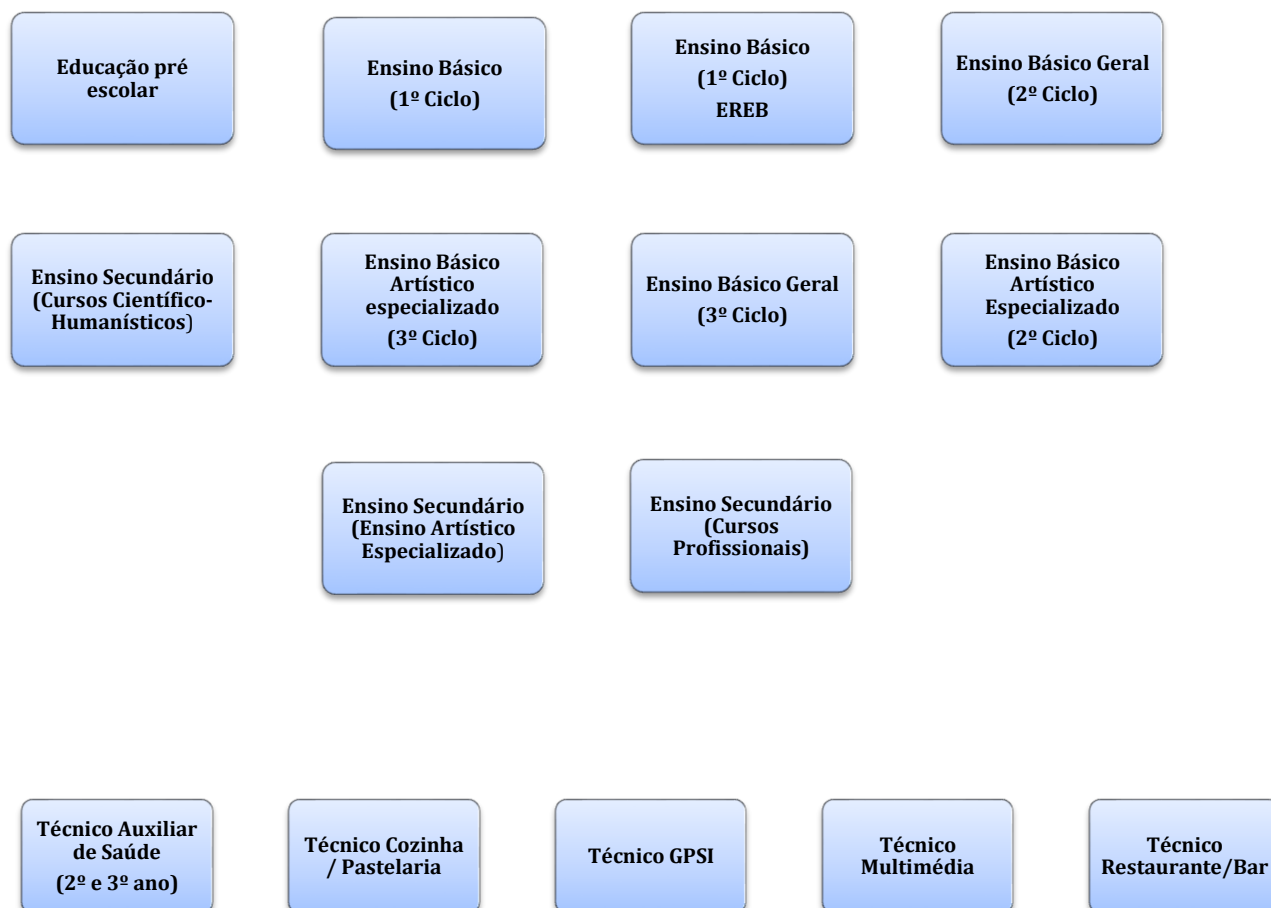 Educação pré
escolar
Ensino Básico
(1º Ciclo)
Ensino Básico
(1º Ciclo)
EREB
Ensino Básico Geral
(2º Ciclo)
Ensino Secundário
(Cursos Científico-
Humanísticos)
Ensino Básico
Artístico
especializado
(3º Ciclo)
Ensino Básico Geral
(3º Ciclo)
Ensino Básico
Artístico
Especializado
(2º Ciclo)
Ensino Secundário
(Ensino Artístico
Especializado)
Ensino Secundário
(Cursos
Profissionais)
Técnico Auxiliar
de Saúde
(2º e 3º ano)
Técnico Cozinha
/ Pastelaria
Técnico GPSI
Técnico
Multimédia
Técnico
Restaurante/Bar